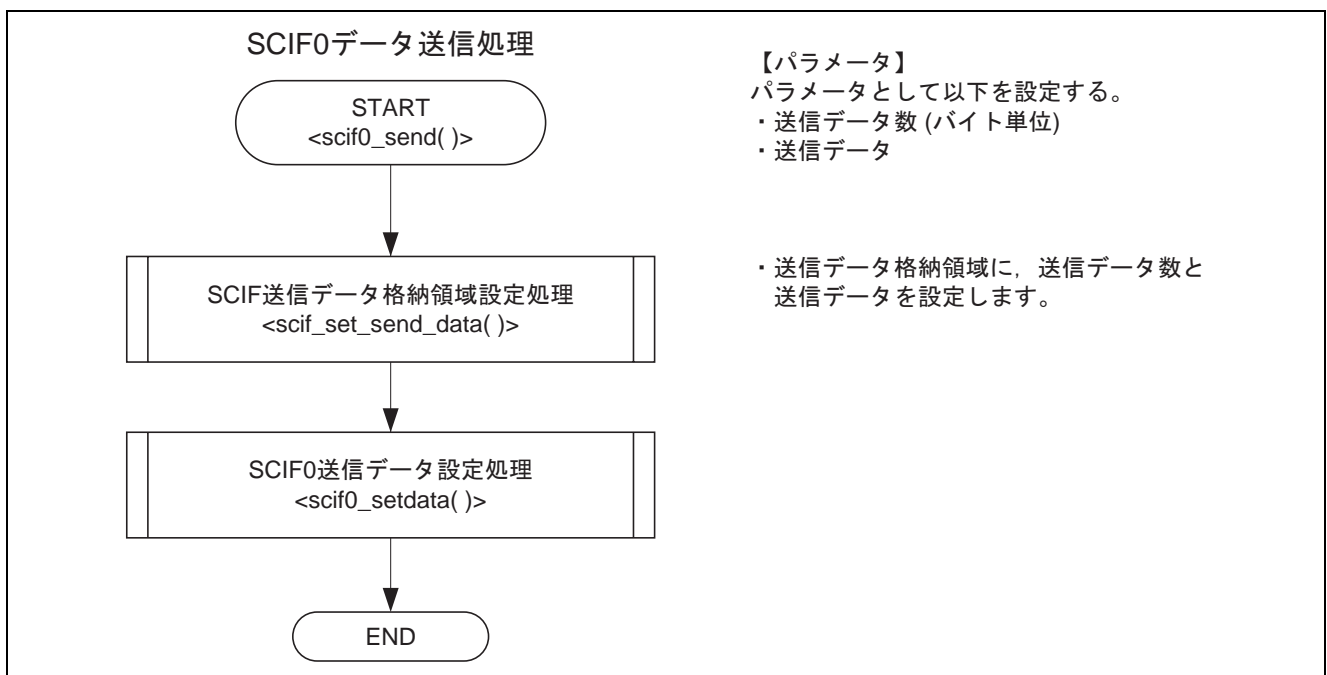 SCIF0データ送信処理
START
<scif0_send( )>
【パラメータ】
パラメータとして以下を設定する。
・送信データ数 (バイト単位)
・送信データ
SCIF送信データ格納領域設定処理
<scif_set_send_data( )>
・送信データ格納領域に，送信データ数と
送信データを設定します。
SCIF0送信データ設定処理
<scif0_setdata( )>
END